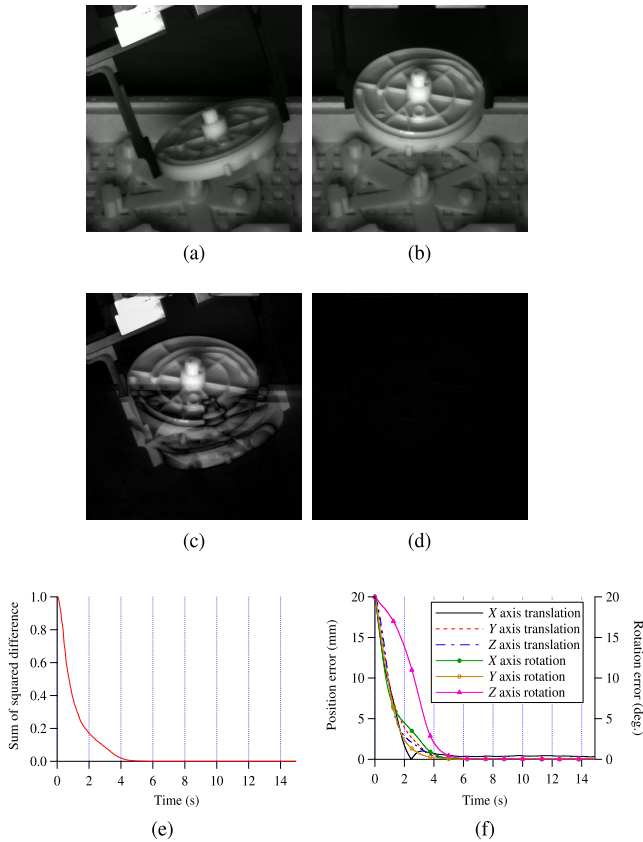 (a)
(b)
(c)
(d)
Sum of squared difference
1.0
0.8
0.6
0.4
0.2
0.0
0 2 4 6 8 10 12 14
Time (s)
(e)
Position error (mm)
20
15
10
5
0
X axis translation
Y axis translation
Z axis translation
X axis rotation
Y axis rotation
Z axis rotation
20
15
10
5
0
Rotation error (deg.)
0 2 4 6 8 10 12 14
Time (s)
(f)